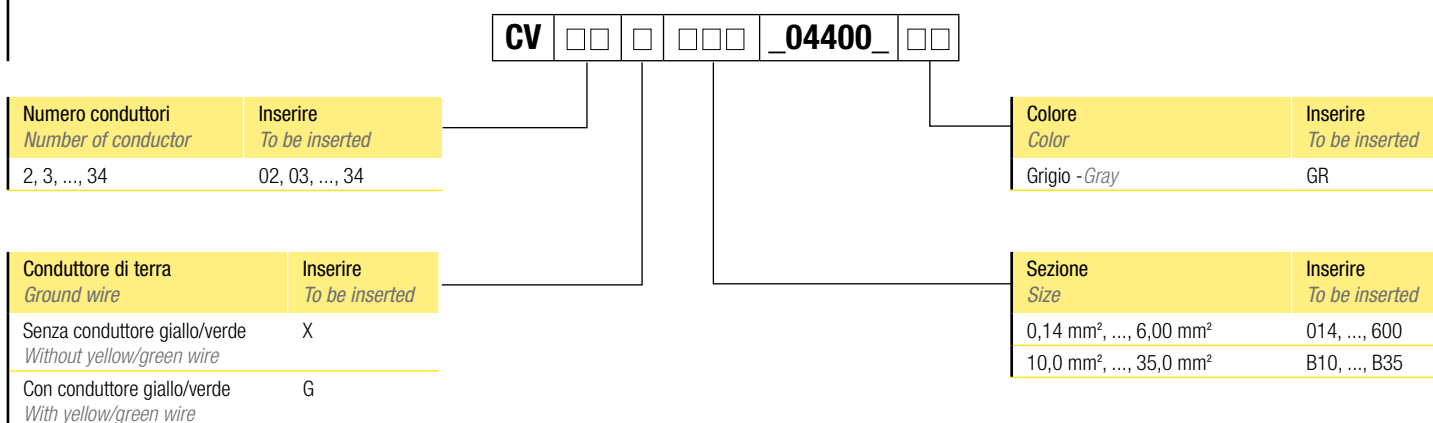 CV □□ □ □□□ _04400_ □□
Numero conduttori Inserire
Number of conductor To be inserted
2, 3, ..., 34 02, 03, ..., 34
Colore Inserire
Color To be inserted
Grigio - Gray GR
Conduttore di terra Inserire
Ground wire To be inserted
Senza conduttore giallo/verde X
Without yellow/green wire
Con conduttore giallo/verde G
With yellow/green wire
Sezione Inserire
Size To be inserted
0,14 mm², ..., 6,00 mm² 014, ..., 600
10,0 mm², ..., 35,0 mm² B10, ..., B35